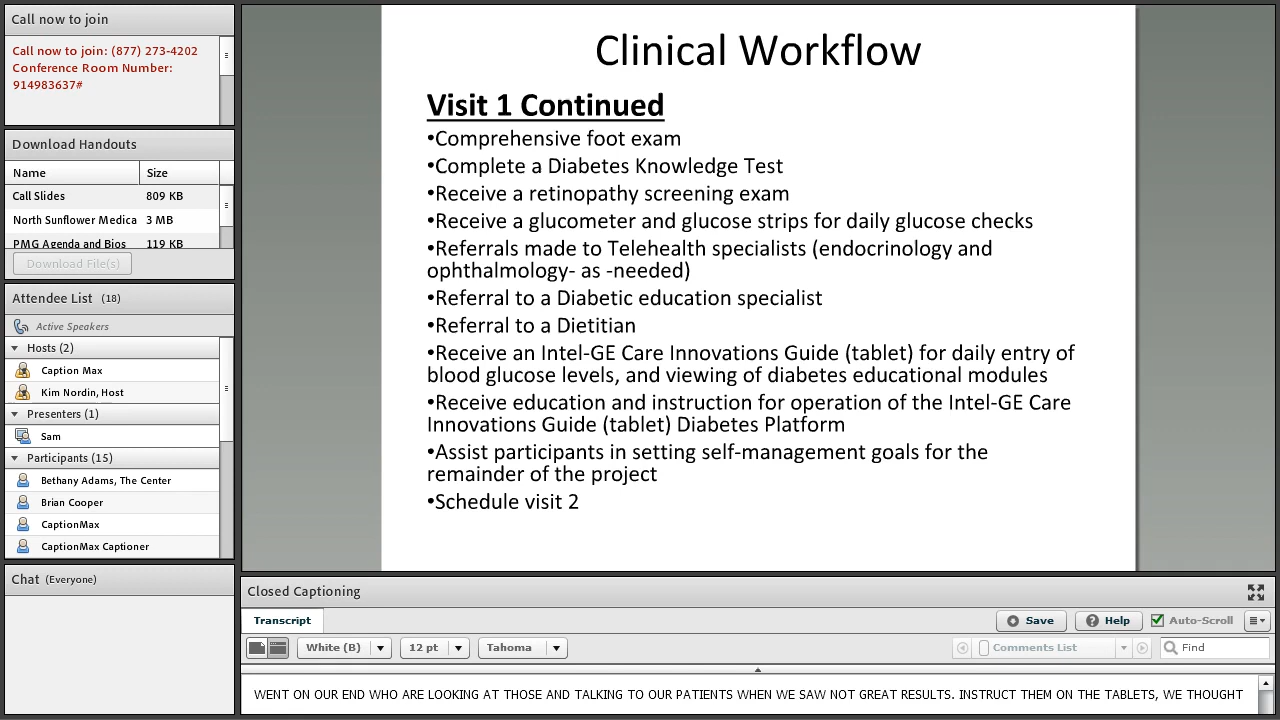 Call now to join
Call now to join: (877) 273-4202
Conference Room Number:
914983637#
Download Handouts
Name Size
Call Slides 809 KB
North Sunflower Medica 3 MB
PMG Agenda and Bios 119 KB
Download File(s)
Attendee List (18)
Active Speakers
Hosts (2)
Caption Max
Kim Nordin, Host
Presenters (1)
Sam
Participants (15)
Bethany Adams, The Center
Brian Cooper
CaptionMax
CaptionMax Captioner
Chat (Everyone)
Clinical Workflow
Visit 1 Continued
•Comprehensive foot exam
•Complete a Diabetes Knowledge Test
•Receive a retinopathy screening exam
•Receive a glucometer and glucose strips for daily glucose checks
•Referrals made to Telehealth specialists (endocrinology and
ophthalmology- as -needed)
•Referral to a Diabetic education specialist
•Referral to a Dietitian
•Receive an Intel-GE Care Innovations Guide (tablet) for daily entry of
blood glucose levels, and viewing of diabetes educational modules
•Receive education and instruction for operation of the Intel-GE Care
Innovations Guide (tablet) Diabetes Platform
•Assist participants in setting self-management goals for the
remainder of the project
•Schedule visit 2
Closed Captioning
Transcript Save Help Auto-Scroll
White (B) 12 pt Tahoma Comments List Find
WENT ON OUR END WHO ARE LOOKING AT THOSE AND TALKING TO OUR PATIENTS WHEN WE SAW NOT GREAT RESULTS. INSTRUCT THEM ON THE TABLETS, WE THOUGHT